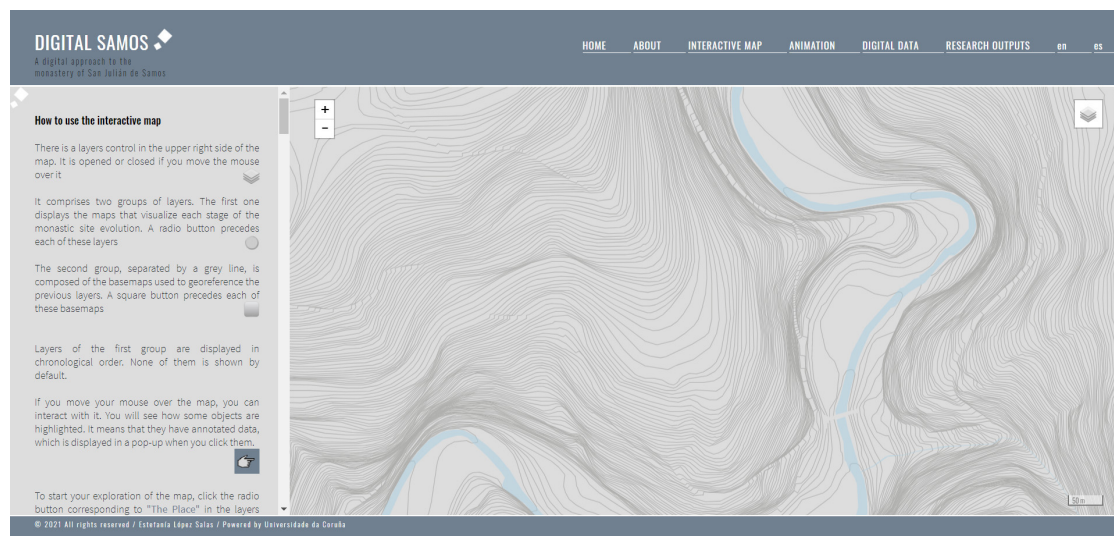 DIGITAL SAMOS
A digital approach to the
monastery of San Julián de Samos
HOME ABOUT INTERACTIVE MAP ANIMATION DIGITAL DATA RESEARCH OUTPUTS en es
How to use the interactive map
There is a layers control in the upper right side of the
map. It is opened or closed if you move the mouse
over it
It comprises two groups of layers. The first one
displays the maps that visualize each stage of the
monastic site evolution. A radio button precedes
each of these layers
The second group, separated by a grey line, is
composed of the basemaps used to georeference the
previous layers. A square button precedes each of
these basemaps
Layers of the first group are displayed in
chronological order. None of them is shown by
default.
If you move your mouse over the map, you can
interact with it. You will see how some objects are
highlighted. It means that they have annotated data,
which is displayed in a pop-up when you click them.
To start your exploration of the map, click the radio
button corresponding to "The Place" in the layers
+
-
50 m
© 2021 All rights reserved / Estefanía López Salas / Powered by Universidade da Coruña